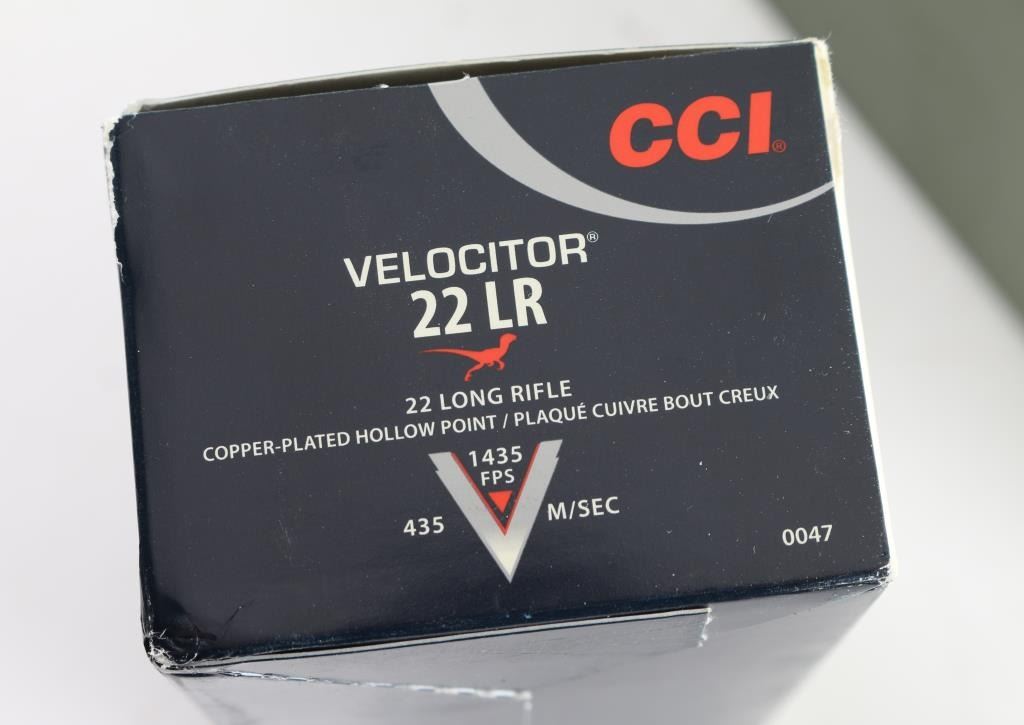 CCI®
VELOCITOR®
22 LR
22 LONG RIFLE
COPPER-PLATED HOLLOW POINT / PLAQUÉ CUIVRE BOUT CREUX
1435
FPS
435 M/SEC
0047